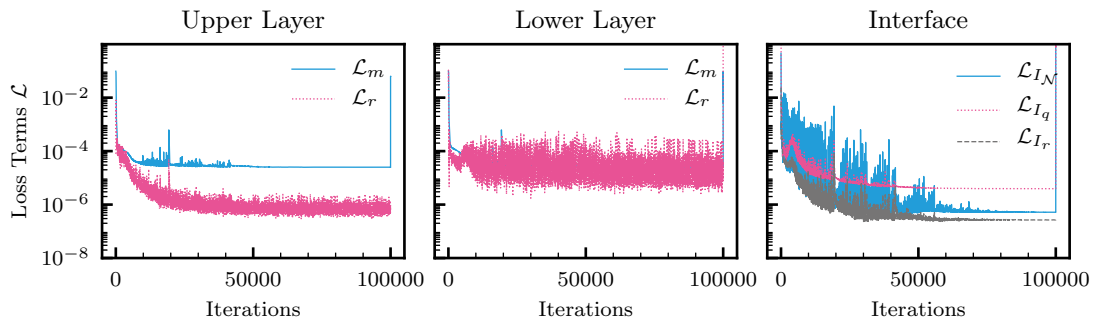 Upper Layer
Lower Layer
Interface
Loss Terms ℒ
10⁻²
10⁻⁴
10⁻⁶
10⁻⁸
ℒ_m
ℒ_r
ℒ_m
ℒ_r
ℒ_{I_𝒩}
ℒ_{I_q}
ℒ_{I_r}
0 50000 100000
0 50000 100000
0 50000 100000
Iterations
Iterations
Iterations